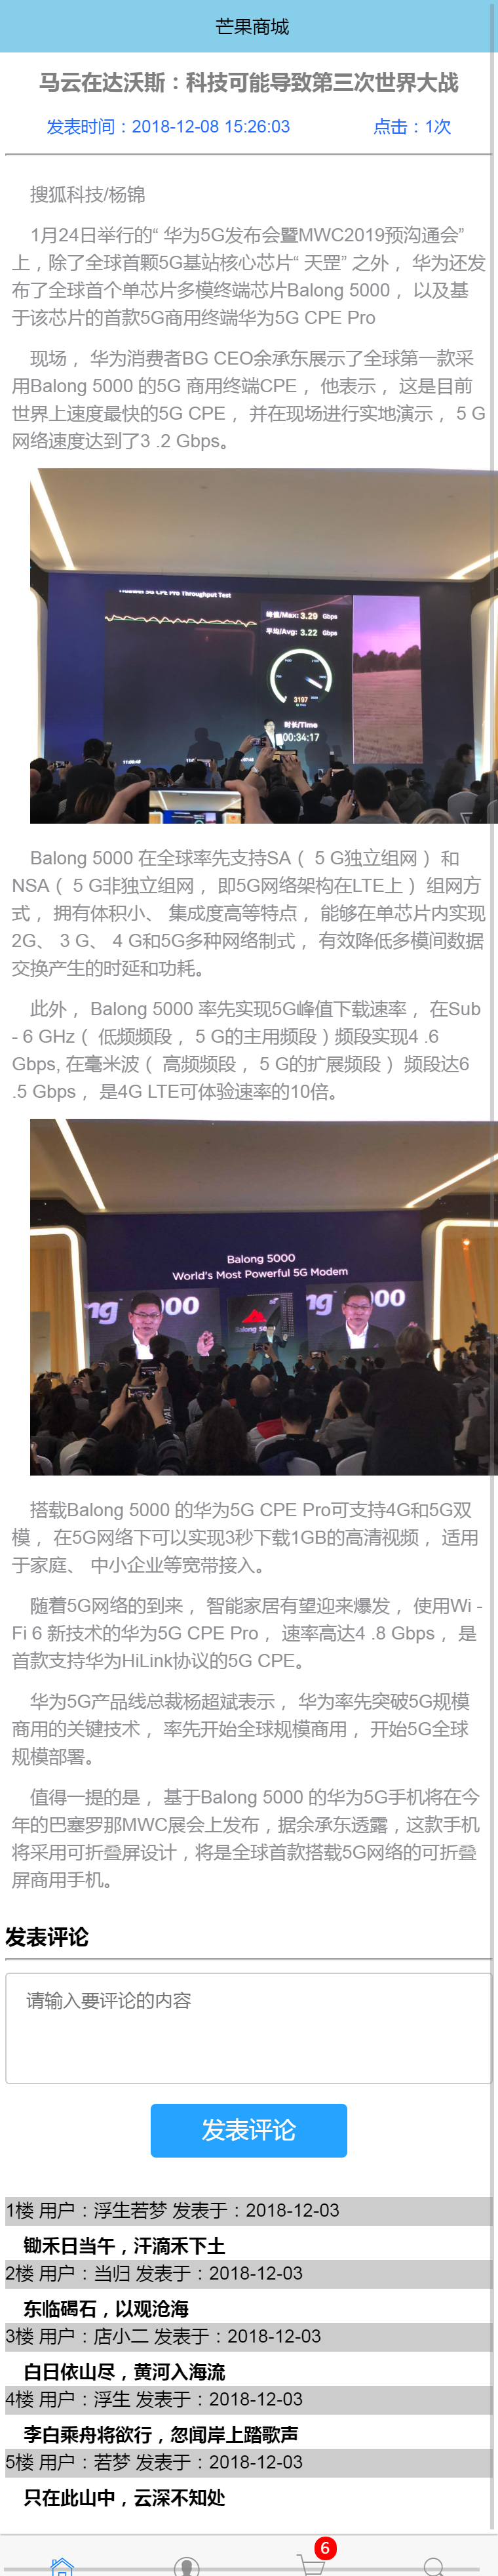 芒果商城
马云在达沃斯：科技可能导致第三次世界大战
发表时间：2018-12-08 15:26:03 点击：1次
搜狐科技/杨锦
1月24日举行的“ 华为5G发布会暨MWC2019预沟通会”
上，除了全球首颗5G基站核心芯片“ 天罡” 之外， 华为还发
布了全球首个单芯片多模终端芯片Balong 5000， 以及基
于该芯片的首款5G商用终端华为5G CPE Pro
现场， 华为消费者BG CEO余承东展示了全球第一款采
用Balong 5000 的5G 商用终端CPE， 他表示， 这是目前
世界上速度最快的5G CPE， 并在现场进行实地演示， 5 G
网络速度达到了3 .2 Gbps。
Huawei 5G CPE Pro Throughput Test
峰值/Max: 3.29 Gbps
平均/Avg: 3.22 Gbps
3197
时长/Time
00:34:17
Balong 5000 在全球率先支持SA（ 5 G独立组网） 和
NSA（ 5 G非独立组网， 即5G网络架构在LTE上） 组网方
式， 拥有体积小、 集成度高等特点， 能够在单芯片内实现
2G、 3 G、 4 G和5G多种网络制式， 有效降低多模间数据
交换产生的时延和功耗。
此外， Balong 5000 率先实现5G峰值下载速率， 在Sub
- 6 GHz（ 低频频段， 5 G的主用频段 ) 频段实现4 .6
Gbps, 在毫米波（ 高频频段， 5 G的扩展频段） 频段达6
.5 Gbps， 是4G LTE可体验速率的10倍。
Balong 5000
World's Most Powerful 5G Modem
ng 5000
Balong 5000
搭载Balong 5000 的华为5G CPE Pro可支持4G和5G双
模， 在5G网络下可以实现3秒下载1GB的高清视频， 适用
于家庭、 中小企业等宽带接入。
随着5G网络的到来， 智能家居有望迎来爆发， 使用Wi -
Fi 6 新技术的华为5G CPE Pro， 速率高达4 .8 Gbps， 是
首款支持华为HiLink协议的5G CPE。
华为5G产品线总裁杨超斌表示， 华为率先突破5G规模
商用的关键技术， 率先开始全球规模商用， 开始5G全球
规模部署。
值得一提的是， 基于Balong 5000 的华为5G手机将在今
年的巴塞罗那MWC展会上发布，据余承东透露，这款手机
将采用可折叠屏设计，将是全球首款搭载5G网络的可折叠
屏商用手机。
发表评论
请输入要评论的内容
发表评论
1楼 用户：浮生若梦 发表于：2018-12-03
锄禾日当午，汗滴禾下土
2楼 用户：当归 发表于：2018-12-03
东临碣石，以观沧海
3楼 用户：店小二 发表于：2018-12-03
白日依山尽，黄河入海流
4楼 用户：浮生 发表于：2018-12-03
李白乘舟将欲行，忽闻岸上踏歌声
5楼 用户：若梦 发表于：2018-12-03
只在此山中，云深不知处
6